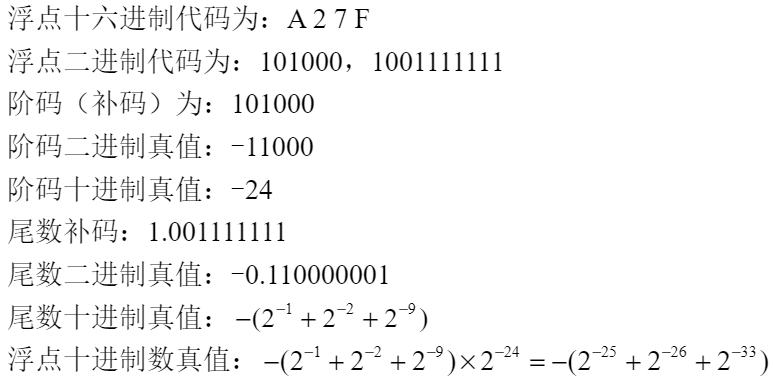 浮点十六进制代码为：A 2 7 F
浮点二进制代码为：101000，1001111111
阶码（补码）为：101000
阶码二进制真值：-11000
阶码十进制真值：-24
尾数补码：1.001111111
尾数二进制真值：-0.110000001
尾数十进制真值：−(2⁻¹ + 2⁻² + 2⁻⁹)
浮点十进制数真值：−(2⁻¹ + 2⁻² + 2⁻⁹)×2⁻²⁴ = −(2⁻²⁵ + 2⁻²⁶ + 2⁻³³)